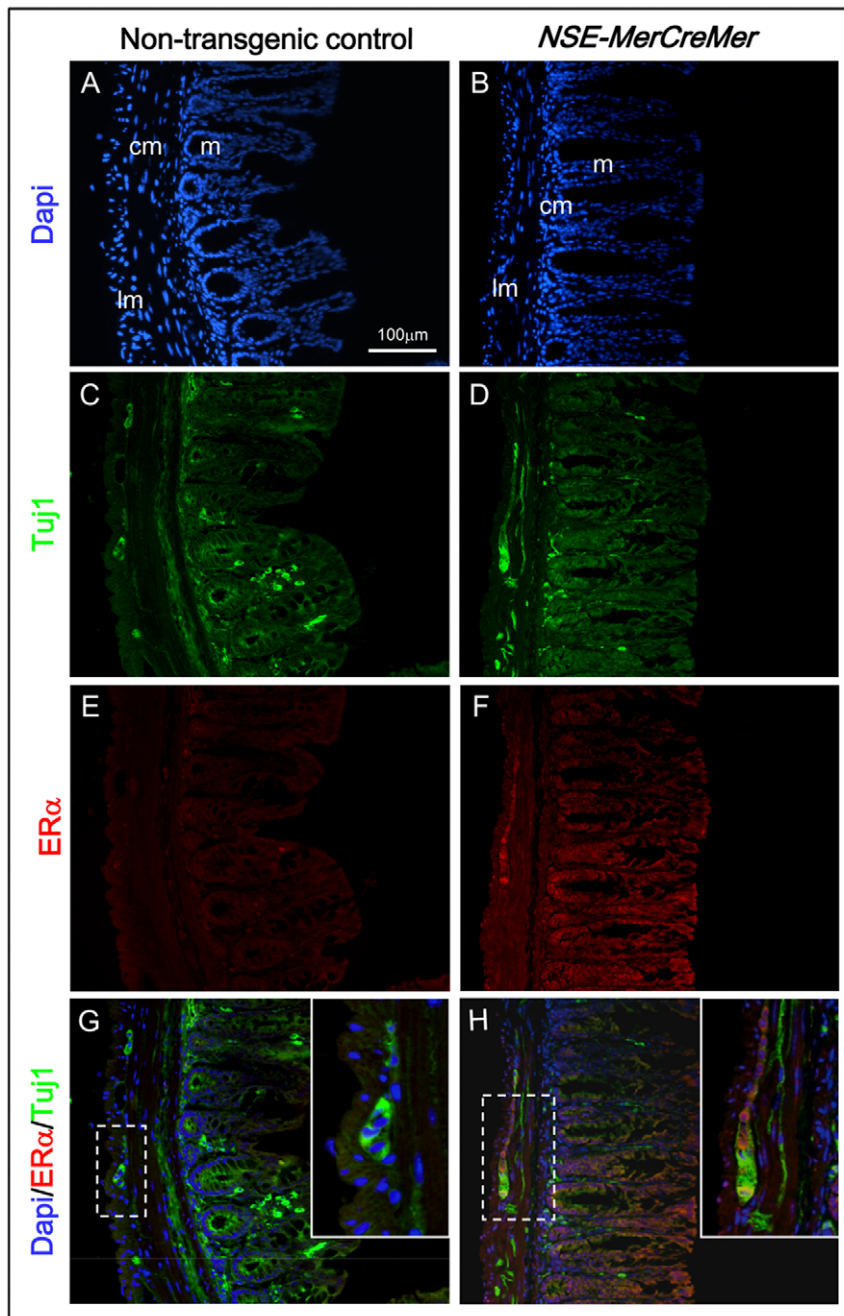 Non-transgenic control
NSE-MerCreMer
Dapi
A
cm
m
lm
100μm
B
m
cm
lm
Tuj1
C
D
ERα
E
F
Dapi/ERα/Tuj1
G
H